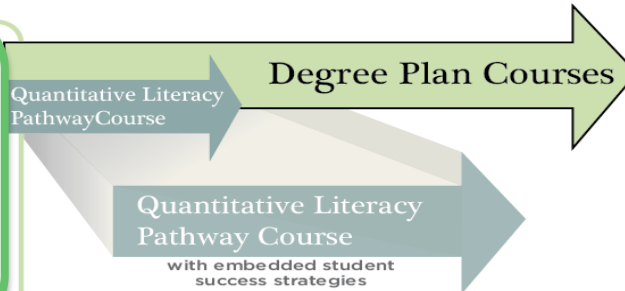 Degree Plan Courses
Quantitative Literacy
PathwayCourse
Quantitative Literacy
Pathway Course
with embedded student
success strategies